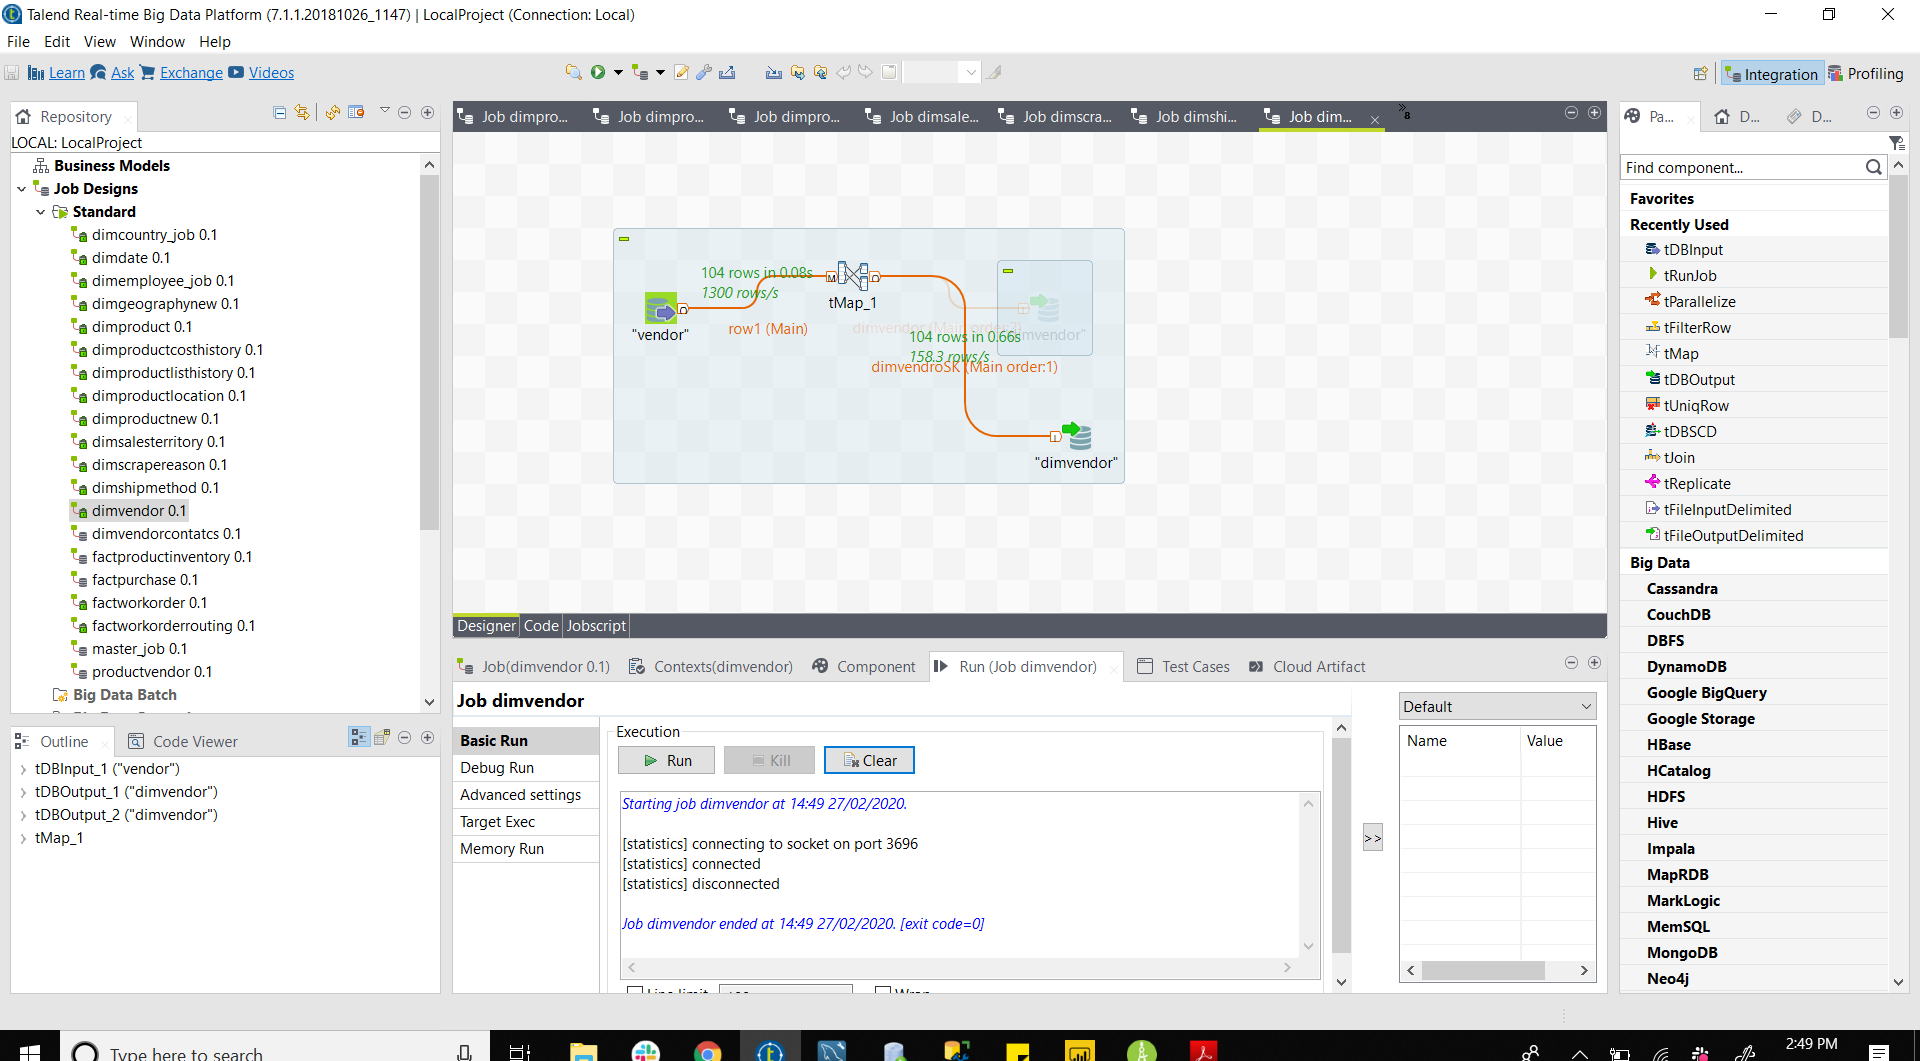 Talend Real-time Big Data Platform (7.1.1.20181026_1147) | LocalProject (Connection: Local)
File Edit View Window Help
Learn Ask Exchange Videos
Integration Profiling
Repository
LOCAL: LocalProject
Business Models
Job Designs
Standard
dimcountry_job 0.1
dimdate 0.1
dimemployee_job 0.1
dimgeographynew 0.1
dimproduct 0.1
dimproductcosthistory 0.1
dimproductlisthistory 0.1
dimproductlocation 0.1
dimproductnew 0.1
dimsalesterritory 0.1
dimscrapereason 0.1
dimshipmethod 0.1
dimvendor 0.1
dimvendorcontatcs 0.1
factproductinventory 0.1
factpurchase 0.1
factworkorder 0.1
factworkorderrouting 0.1
master_job 0.1
productvendor 0.1
Big Data Batch
Outline Code Viewer
tDBInput_1 ("vendor")
tDBOutput_1 ("dimvendor")
tDBOutput_2 ("dimvendor")
tMap_1
Job dimpro... Job dimpro... Job dimpro... Job dimsale... Job dimscra... Job dimshi... Job dim... 8
104 rows in 0.08s
1300 rows/s
"vendor"
row1 (Main)
tMap_1
dimvendor (Main order:2)
104 rows in 0.66s
158.3 rows/s
dimvendroSK (Main order:1)
"dimvendor"
Designer Code Jobscript
Job(dimvendor 0.1) Contexts(dimvendor) Component Run (Job dimvendor) Test Cases Cloud Artifact
Job dimvendor
Basic Run
Debug Run
Advanced settings
Target Exec
Memory Run
Execution
Run Kill Clear
Starting job dimvendor at 14:49 27/02/2020.
[statistics] connecting to socket on port 3696
[statistics] connected
[statistics] disconnected
Job dimvendor ended at 14:49 27/02/2020. [exit code=0]
Line limit Wrap
>>
Default
Name Value
Pa... D... D...
Find component...
Favorites
Recently Used
tDBInput
tRunJob
tParallelize
tFilterRow
tMap
tDBOutput
tUniqRow
tDBSCD
tJoin
tReplicate
tFileInputDelimited
tFileOutputDelimited
Big Data
Cassandra
CouchDB
DBFS
DynamoDB
Google BigQuery
Google Storage
HBase
HCatalog
HDFS
Hive
Impala
MapRDB
MarkLogic
MemSQL
MongoDB
Neo4j
Type here to search
2:49 PM